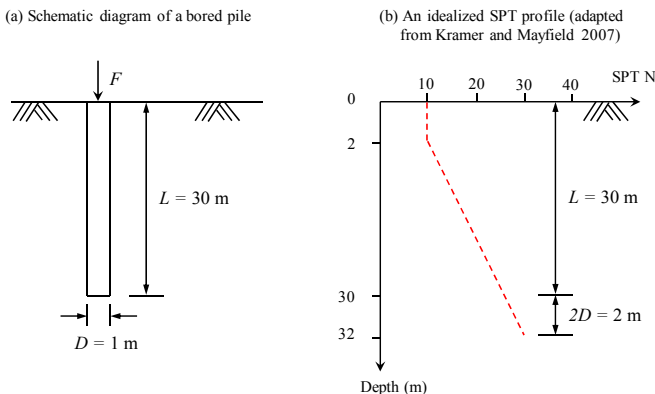 (a) Schematic diagram of a bored pile
F
L = 30 m
D = 1 m
(b) An idealized SPT profile (adapted
from Kramer and Mayfield 2007)
SPT N
10 20 30 40
0
2
L = 30 m
30
2D = 2 m
32
Depth (m)